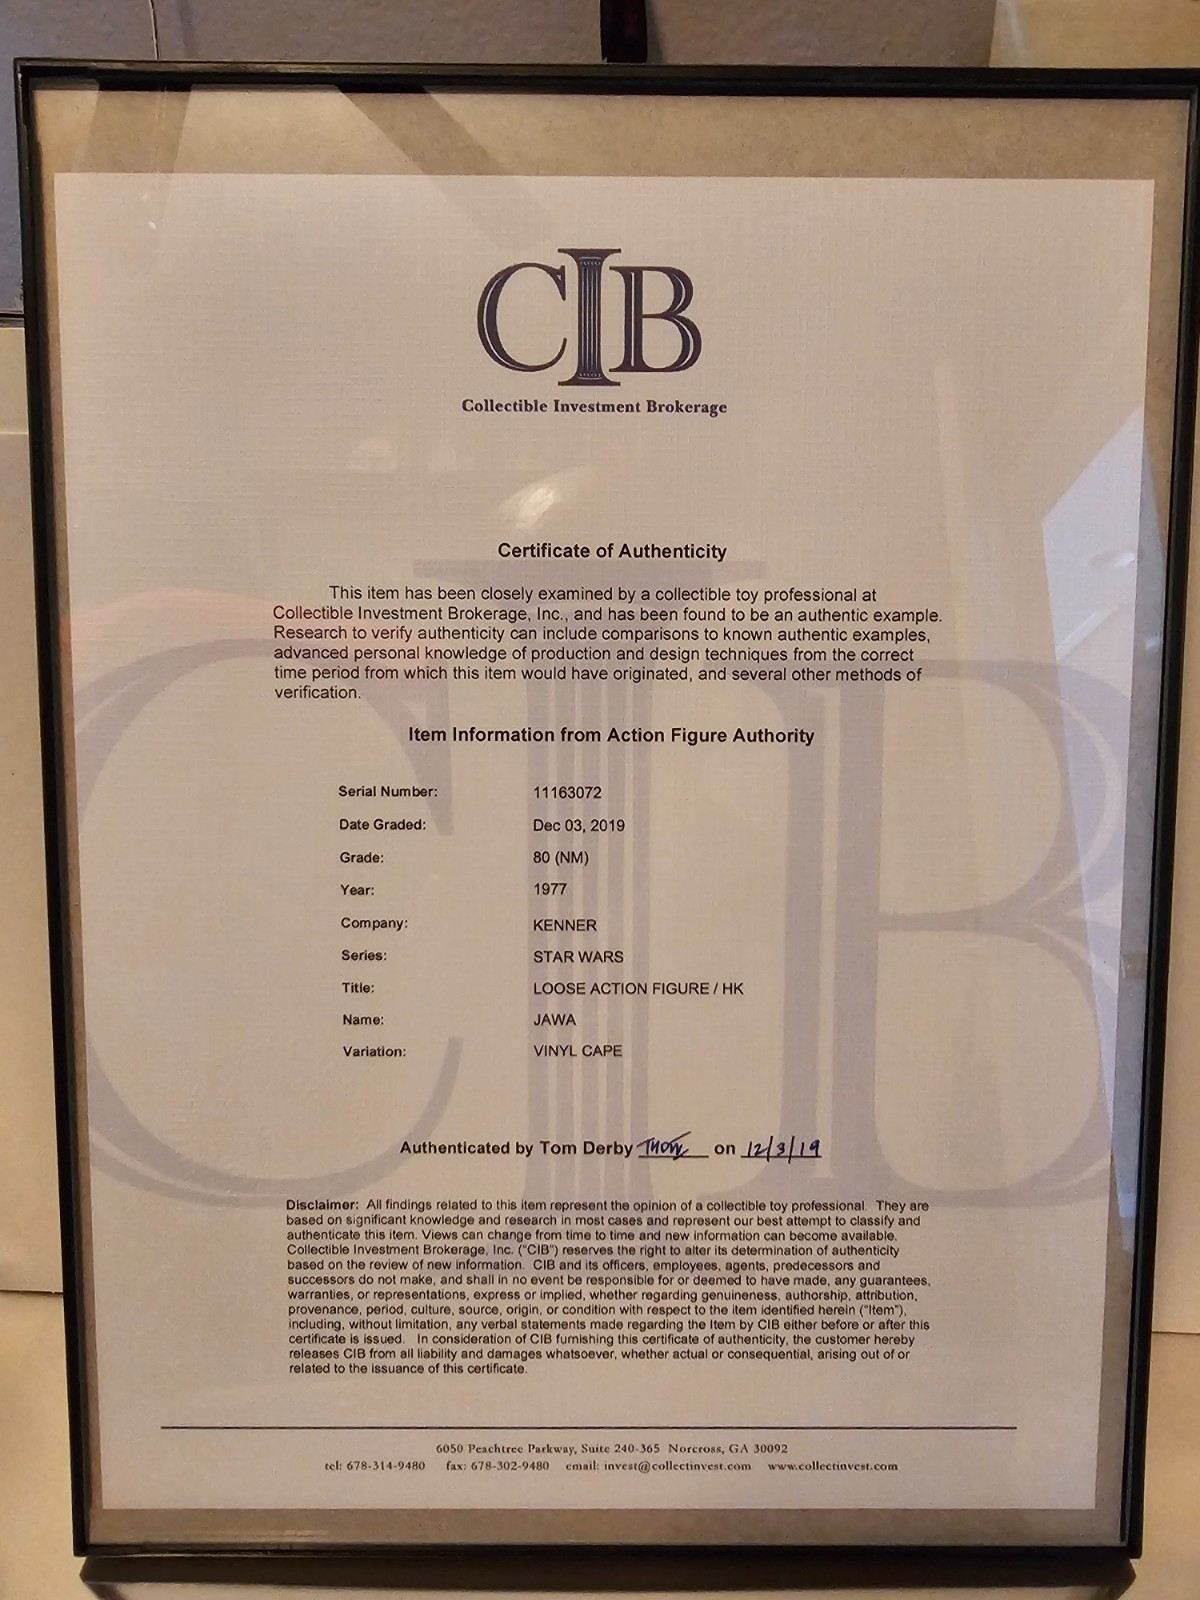 CIB
Collectible Investment Brokerage
Certificate of Authenticity
This item has been closely examined by a collectible toy professional at
Collectible Investment Brokerage, Inc., and has been found to be an authentic example.
Research to verify authenticity can include comparisons to known authentic examples,
advanced personal knowledge of production and design techniques from the correct
time period from which this item would have originated, and several other methods of
verification.
Item Information from Action Figure Authority
Serial Number: 11163072
Date Graded: Dec 03, 2019
Grade: 80 (NM)
Year: 1977
Company: KENNER
Series: STAR WARS
Title: LOOSE ACTION FIGURE / HK
Name: JAWA
Variation: VINYL CAPE
Authenticated by Tom Derby on 12/3/19
Disclaimer: All findings related to this item represent the opinion of a collectible toy professional. They are
based on significant knowledge and research in most cases and represent our best attempt to classify and
authenticate this item. Views can change from time to time and new information can become available.
Collectible Investment Brokerage, Inc. ("CIB") reserves the right to alter its determination of authenticity
based on the review of new information. CIB and its officers, employees, agents, predecessors and
successors do not make, and shall in no event be responsible for or deemed to have made, any guarantees,
warranties, or representations, express or implied, whether regarding genuineness, authorship, attribution,
provenance, period, culture, source, origin, or condition with respect to the item identified herein ("Item"),
including, without limitation, any verbal statements made regarding the Item by CIB either before or after this
certificate is issued. In consideration of CIB furnishing this certificate of authenticity, the customer hereby
releases CIB from all liability and damages whatsoever, whether actual or consequential, arising out of or
related to the issuance of this certificate.
6050 Peachtree Parkway, Suite 240-365 Norcross, GA 30092
tel: 678-314-9480 fax: 678-302-9480 email: invest@collectinvest.com www.collectinvest.com